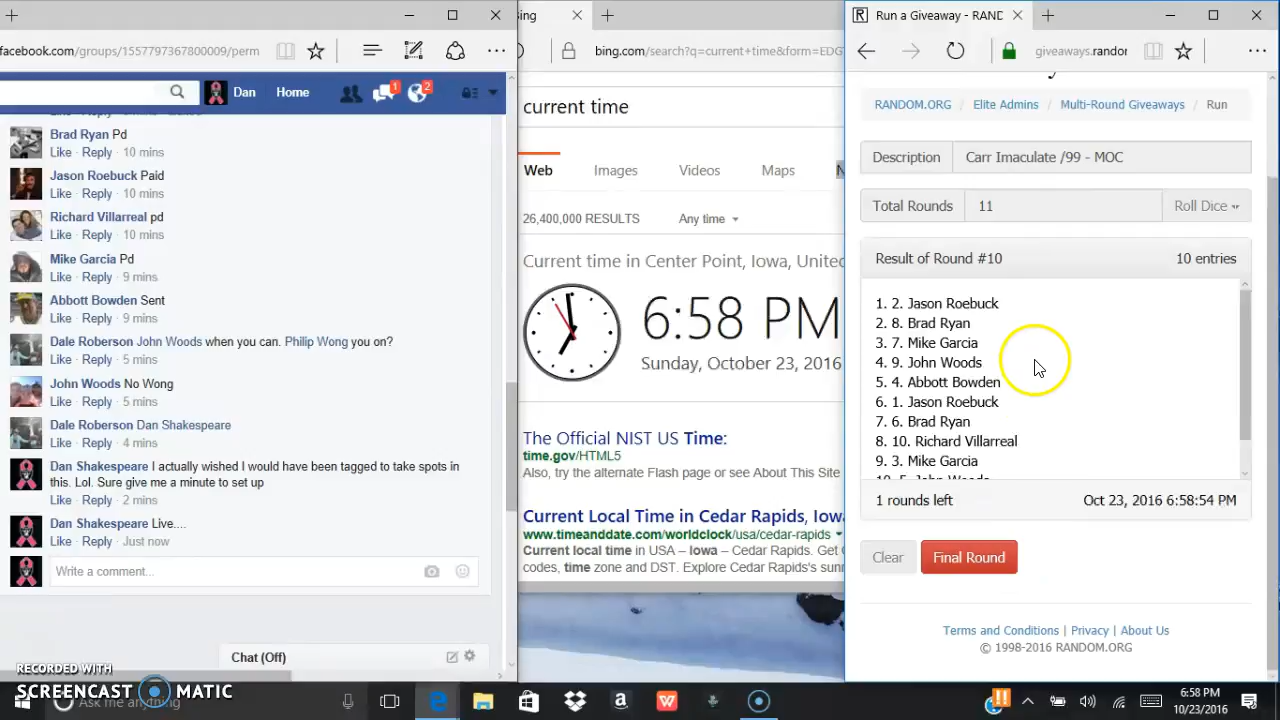 facebook.com/groups/1557797367800009/perm
Dan Home 1 2
Brad Ryan Pd
Like · Reply · 10 mins
Jason Roebuck Paid
Like · Reply · 10 mins
Richard Villarreal pd
Like · Reply · 10 mins
Mike Garcia Pd
Like · Reply · 9 mins
Abbott Bowden Sent
Like · Reply · 9 mins
Dale Roberson John Woods when you can. Philip Wong you on?
Like · Reply · 5 mins
John Woods No Wong
Like · Reply · 5 mins
Dale Roberson Dan Shakespeare
Like · Reply · 4 mins
Dan Shakespeare I actually wished I would have been tagged to take spots in
this. Lol. Sure give me a minute to set up
Like · Reply · 2 mins
Dan Shakespeare Live....
Like · Reply · Just now
Write a comment...
Chat (Off)
ing
bing.com/search?q=current+time&form=EDG
current time
Web Images Videos Maps N
26,400,000 RESULTS Any time
Current time in Center Point, Iowa, United
6:58 PM
Sunday, October 23, 2016
The Official NIST US Time:
time.gov/HTML5
Also, try the alternate Flash page or see About This Site
Current Local Time in Cedar Rapids, Iow
www.timeanddate.com/worldclock/usa/cedar-rapids
Current local time in USA – Iowa – Cedar Rapids. Get
codes, time zone and DST. Explore Cedar Rapids's sun
R Run a Giveaway - RAND
giveaways.random
RANDOM.ORG / Elite Admins / Multi-Round Giveaways / Run
Description Carr Imaculate /99 - MOC
Total Rounds 11 Roll Dice
Result of Round #10 10 entries
1. 2. Jason Roebuck
2. 8. Brad Ryan
3. 7. Mike Garcia
4. 9. John Woods
5. 4. Abbott Bowden
6. 1. Jason Roebuck
7. 6. Brad Ryan
8. 10. Richard Villarreal
9. 3. Mike Garcia
10. 5. John Woods
1 rounds left Oct 23, 2016 6:58:54 PM
Clear Final Round
Terms and Conditions | Privacy | About Us
© 1998-2016 RANDOM.ORG
RECORDED WITH
SCREENCAST MATIC
Ask me anything
6:58 PM
10/23/2016